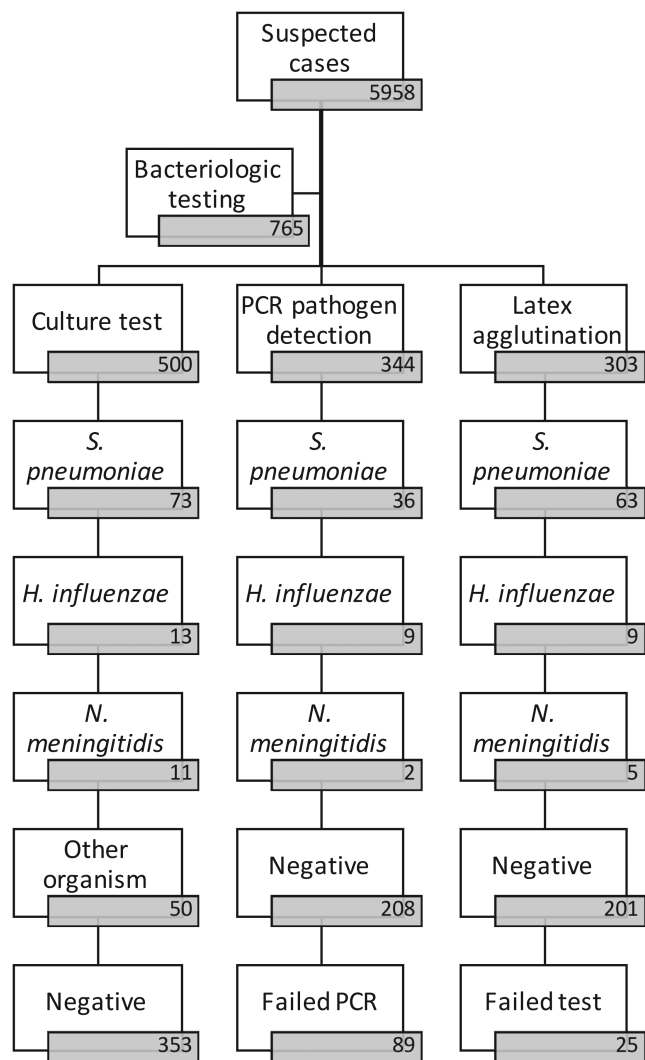 Suspected
cases
5958
Bacteriologic
testing
765
Culture test
500
PCR pathogen
detection
344
Latex
agglutination
303
S.
pneumoniae
73
S.
pneumoniae
36
S.
pneumoniae
63
H. influenzae
13
H. influenzae
9
H. influenzae
9
N.
meningitidis
11
N.
meningitidis
2
N.
meningitidis
5
Other
organism
50
Negative
208
Negative
201
Negative
353
Failed PCR
89
Failed test
25